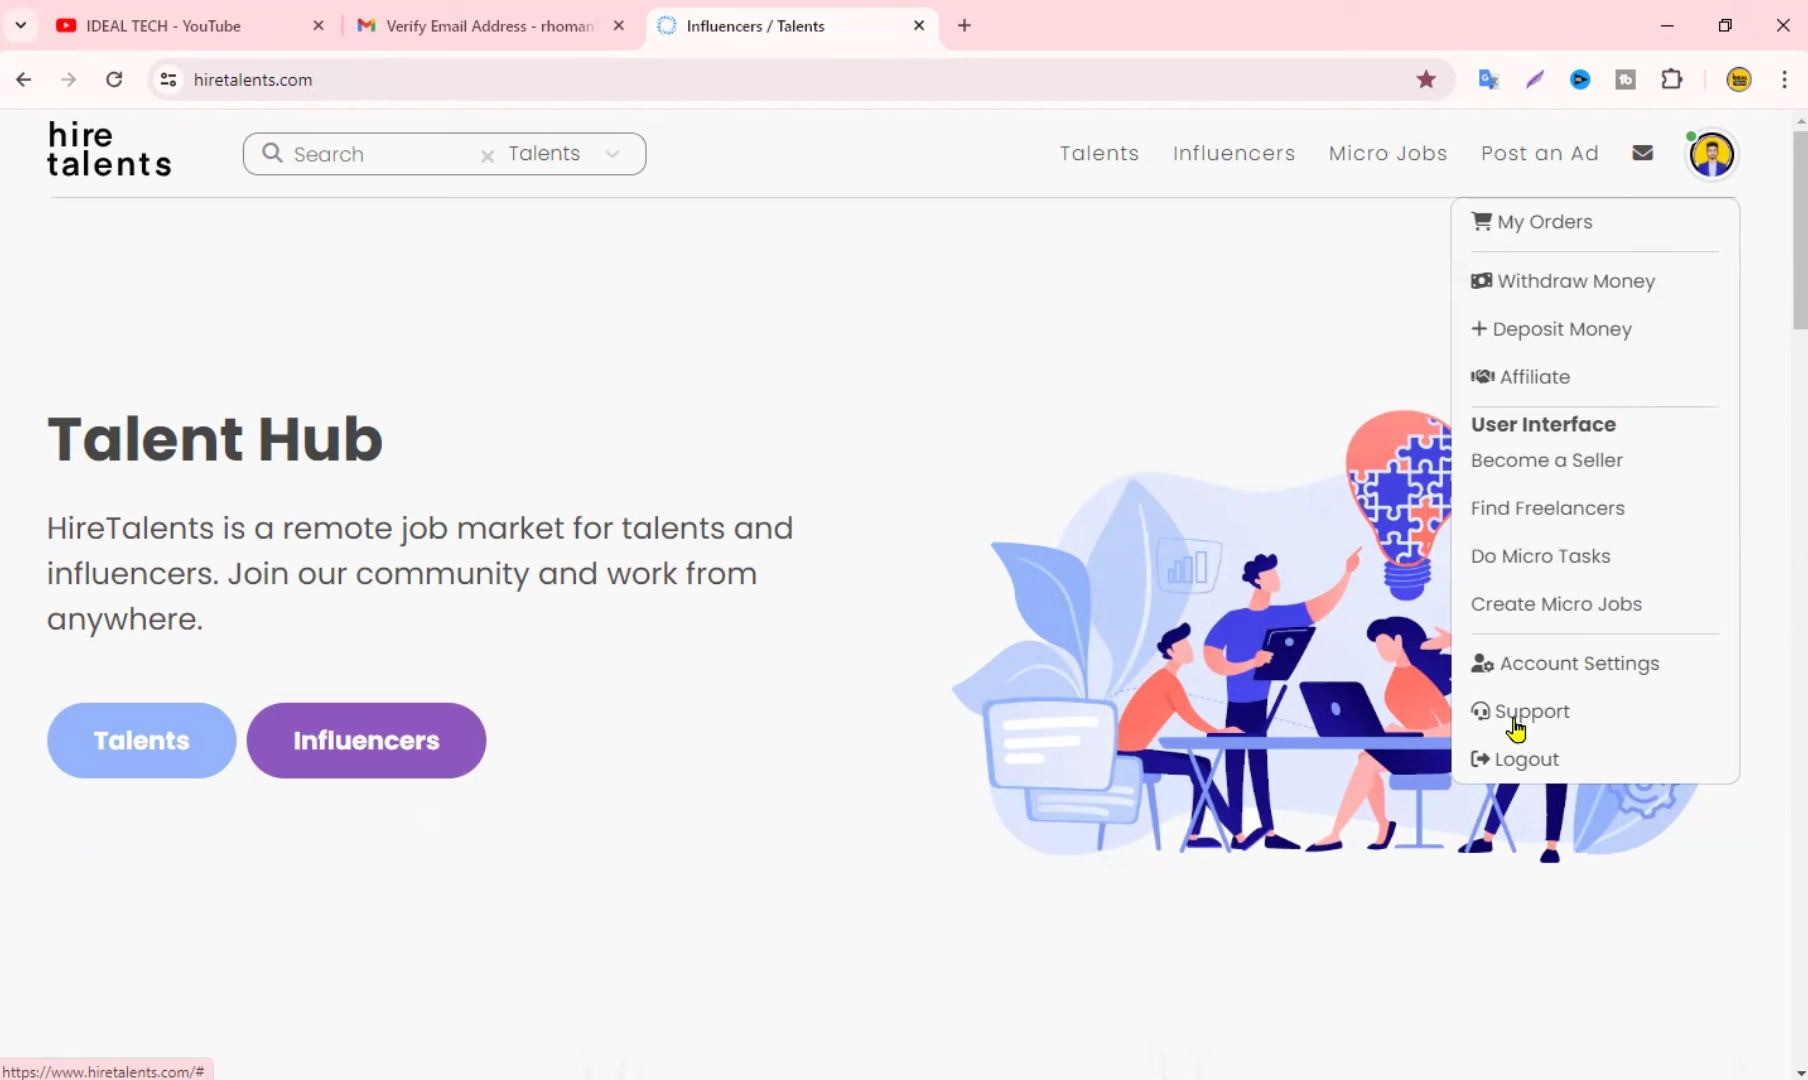 IDEAL TECH - YouTube
Verify Email Address - rhoman
Influencers / Talents
hiretalents.com
hire
talents
Search
Talents
Talents
Influencers
Micro Jobs
Post an Ad
My Orders
Withdraw Money
Deposit Money
Affiliate
User Interface
Become a Seller
Find Freelancers
Do Micro Tasks
Create Micro Jobs
Account Settings
Support
Logout
Talent Hub
HireTalents is a remote job market for talents and
influencers. Join our community and work from
anywhere.
Talents
Influencers
https://www.hiretalents.com/#